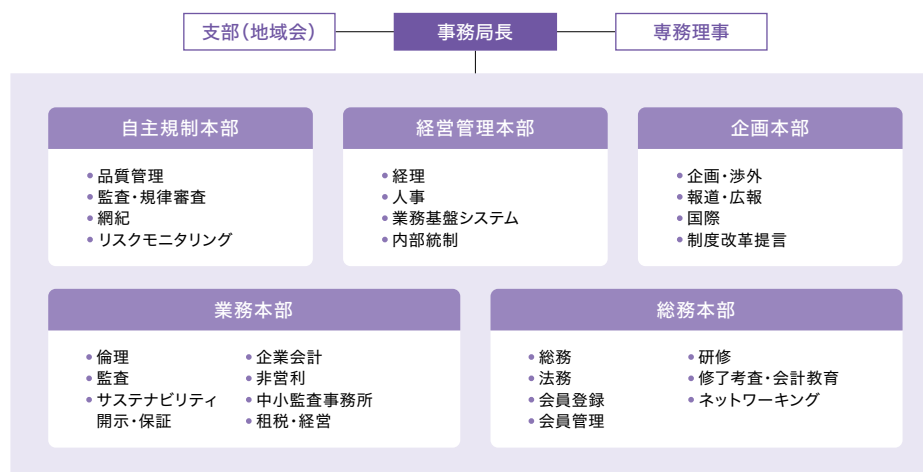 支部（地域会）
事務局長
専務理事
自主規制本部
•品質管理
•監査・規律審査
•綱紀
•リスクモニタリング
経営管理本部
•経理
•人事
•業務基盤システム
•内部統制
企画本部
•企画・渉外
•報道・広報
•国際
•制度改革提言
業務本部
•倫理
•監査
•サステナビリティ
開示・保証
•企業会計
•非営利
•中小監査事務所
•租税・経営
総務本部
•総務
•法務
•会員登録
•会員管理
•研修
•修了考査・会計教育
•ネットワーキング